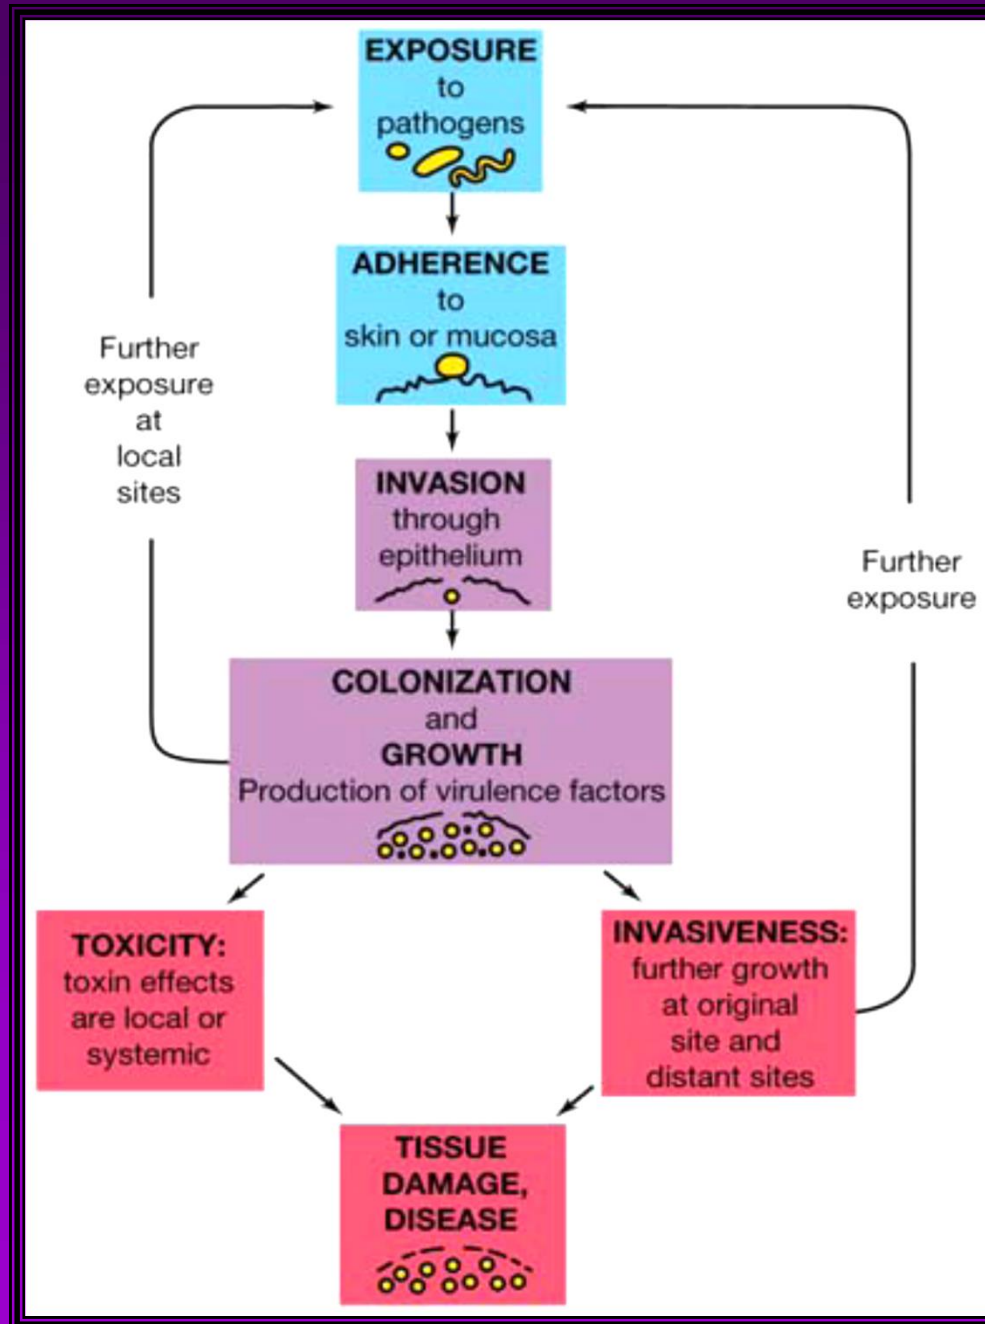 EXPOSURE
to
pathogens
ADHERENCE
to
skin or mucosa
Further
exposure
at
local
sites
INVASION
through
epithelium
Further
exposure
COLONIZATION
and
GROWTH
Production of virulence factors
TOXICITY:
toxin effects
are local or
systemic
INVASIVENESS:
further growth
at original
site and
distant sites
TISSUE
DAMAGE,
DISEASE